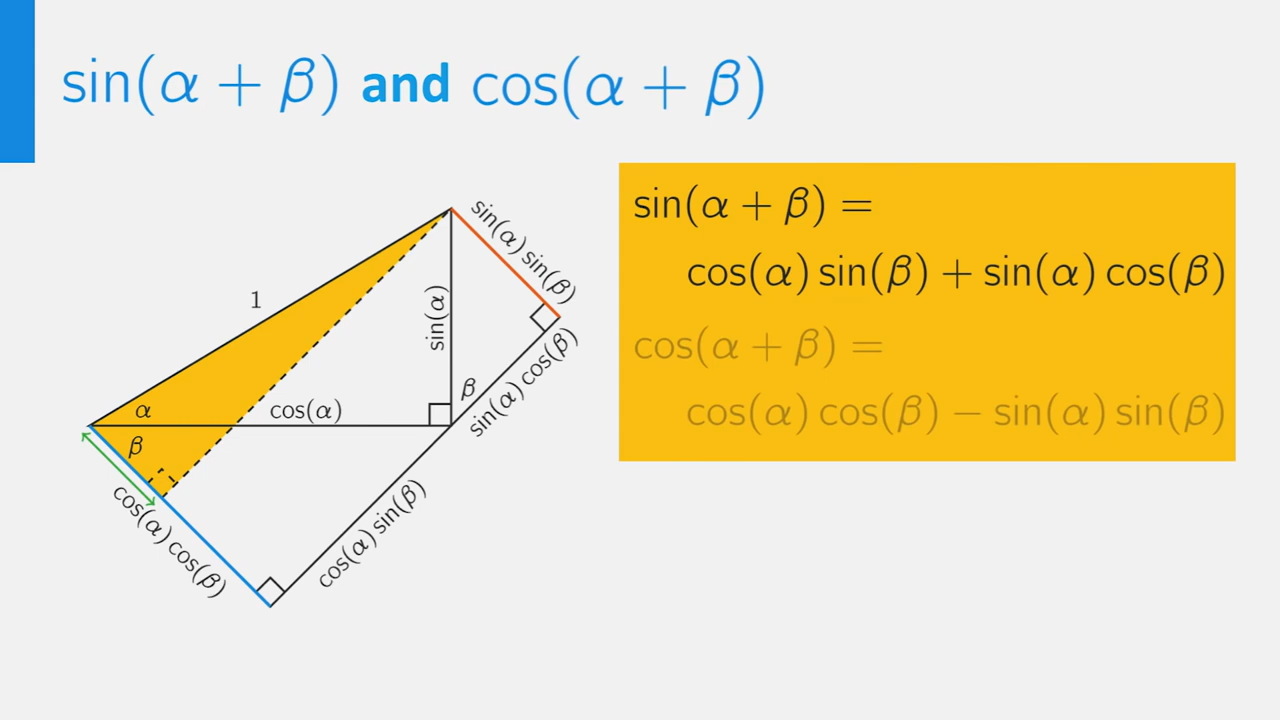 sin(α + β) and cos(α + β)
sin(α + β) =
cos(α) sin(β) + sin(α) cos(β)
cos(α + β) =
cos(α) cos(β) − sin(α) sin(β)
sin(α) sin(β)
1
sin(α)
sin(α) cos(β)
β
α
cos(α)
β
cos(α) cos(β)
cos(α) sin(β)